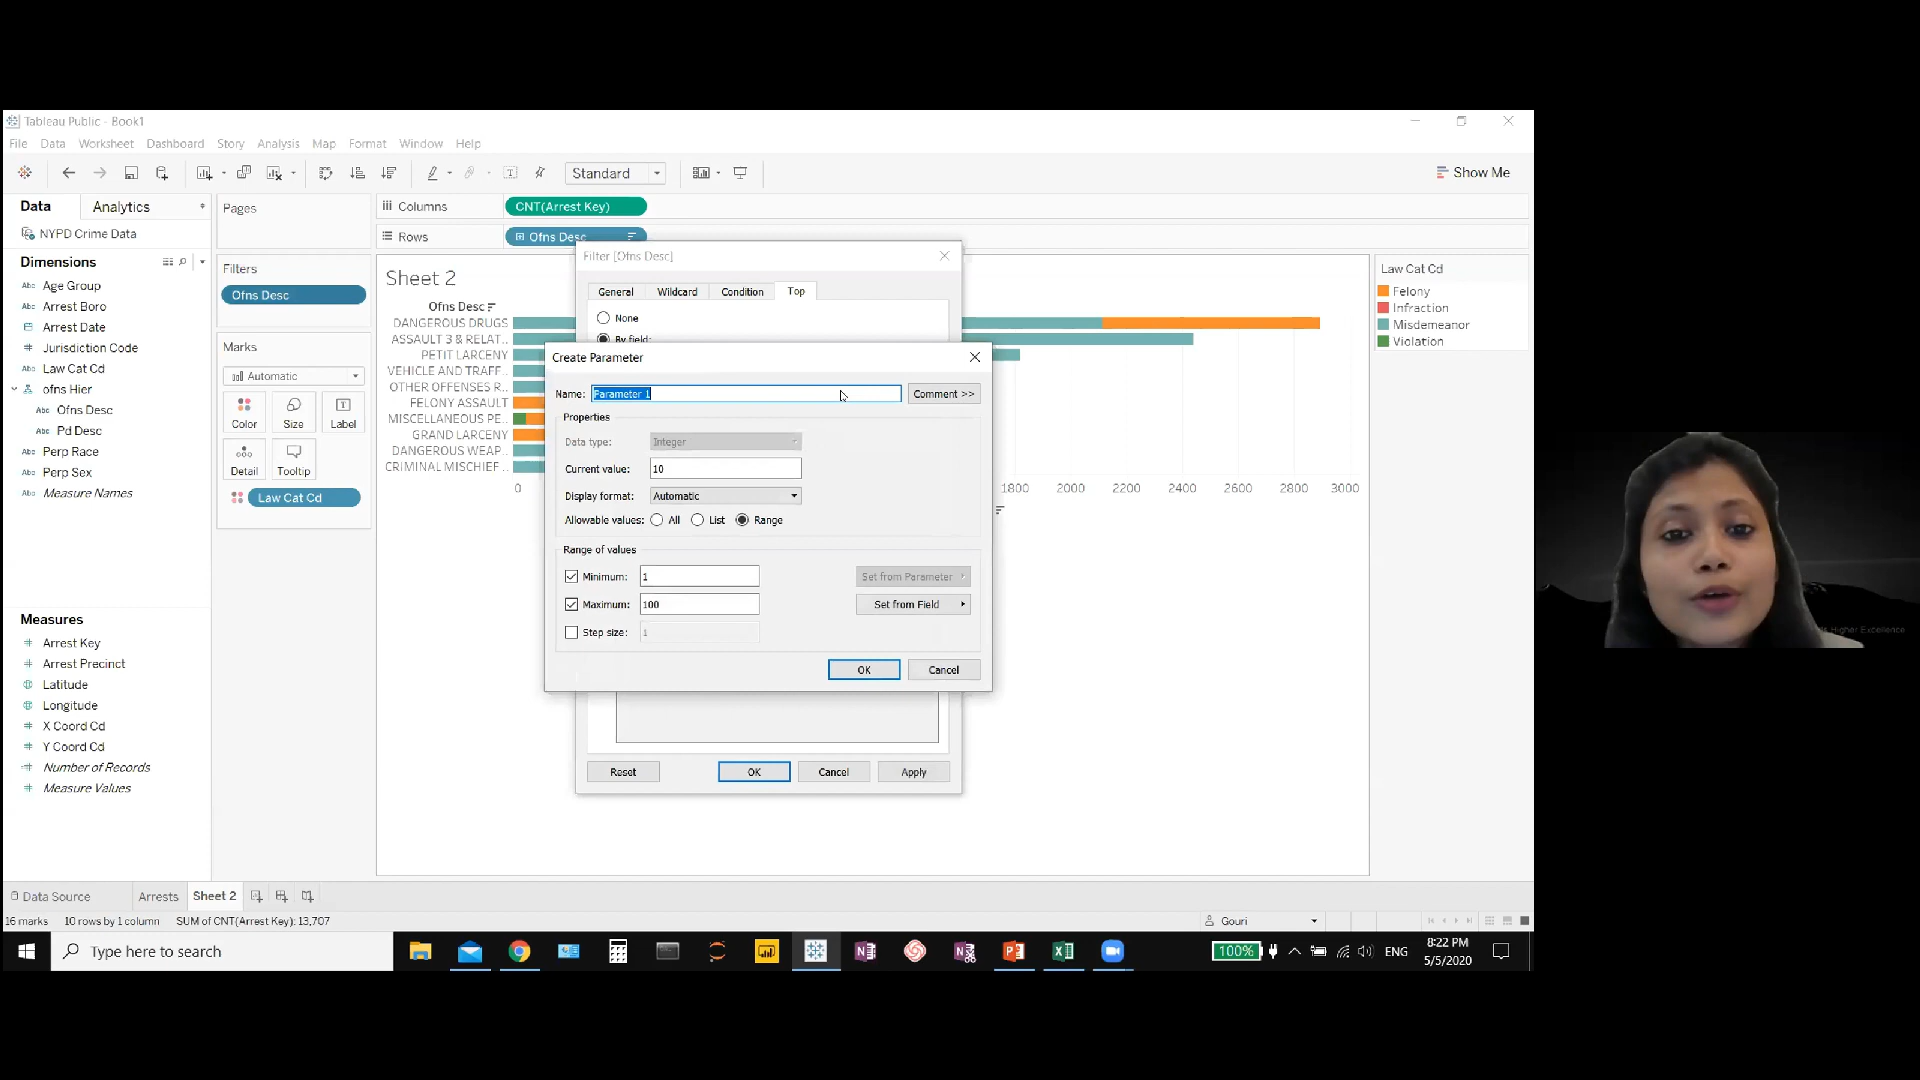 Tableau Public - Book1
File Data Worksheet Dashboard Story Analysis Map Format Window Help
Standard
Show Me
Data Analytics
Pages
Columns
CNT(Arrest Key)
NYPD Crime Data
Rows
Ofns Desc
Dimensions
Filters
Ofns Desc
Age Group
Arrest Boro
Arrest Date
Jurisdiction Code
Law Cat Cd
ofns Hier
Ofns Desc
Pd Desc
Perp Race
Perp Sex
Measure Names
Marks
Automatic
Color Size Label
Detail Tooltip
Law Cat Cd
Sheet 2
Ofns Desc
DANGEROUS DRUGS
ASSAULT 3 & RELAT..
PETIT LARCENY
VEHICLE AND TRAFF..
OTHER OFFENSES R..
FELONY ASSAULT
MISCELLANEOUS PE..
GRAND LARCENY
DANGEROUS WEAP..
CRIMINAL MISCHIEF..
0 1800 2000 2200 2400 2600 2800 3000
Filter [Ofns Desc]
General Wildcard Condition Top
None
By field:
Create Parameter
Name: Parameter 1 Comment >>
Properties
Data type: Integer
Current value: 10
Display format: Automatic
Allowable values: All List Range
Range of values
Minimum: 1 Set from Parameter
Maximum: 100 Set from Field
Step size: 1
OK Cancel
Reset OK Cancel Apply
Law Cat Cd
Felony
Infraction
Misdemeanor
Violation
Measures
Arrest Key
Arrest Precinct
Latitude
Longitude
X Coord Cd
Y Coord Cd
Number of Records
Measure Values
Data Source Arrests Sheet 2
16 marks 10 rows by 1 column SUM of CNT(Arrest Key): 13,707
Gouri
Type here to search
100%
ENG
8:22 PM
5/5/2020
Higher Excellence